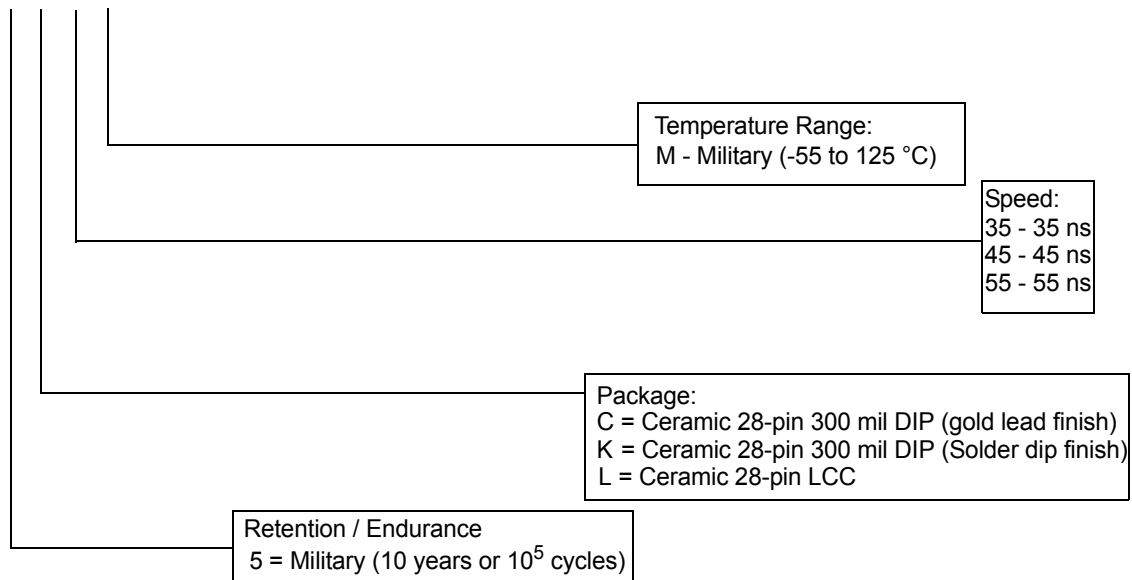 Temperature Range:
M - Military (-55 to 125 °C)
Speed:
35 - 35 ns
45 - 45 ns
55 - 55 ns
Package:
C = Ceramic 28-pin 300 mil DIP (gold lead finish)
K = Ceramic 28-pin 300 mil DIP (Solder dip finish)
L = Ceramic 28-pin LCC
Retention / Endurance
5 = Military (10 years or 10⁵ cycles)